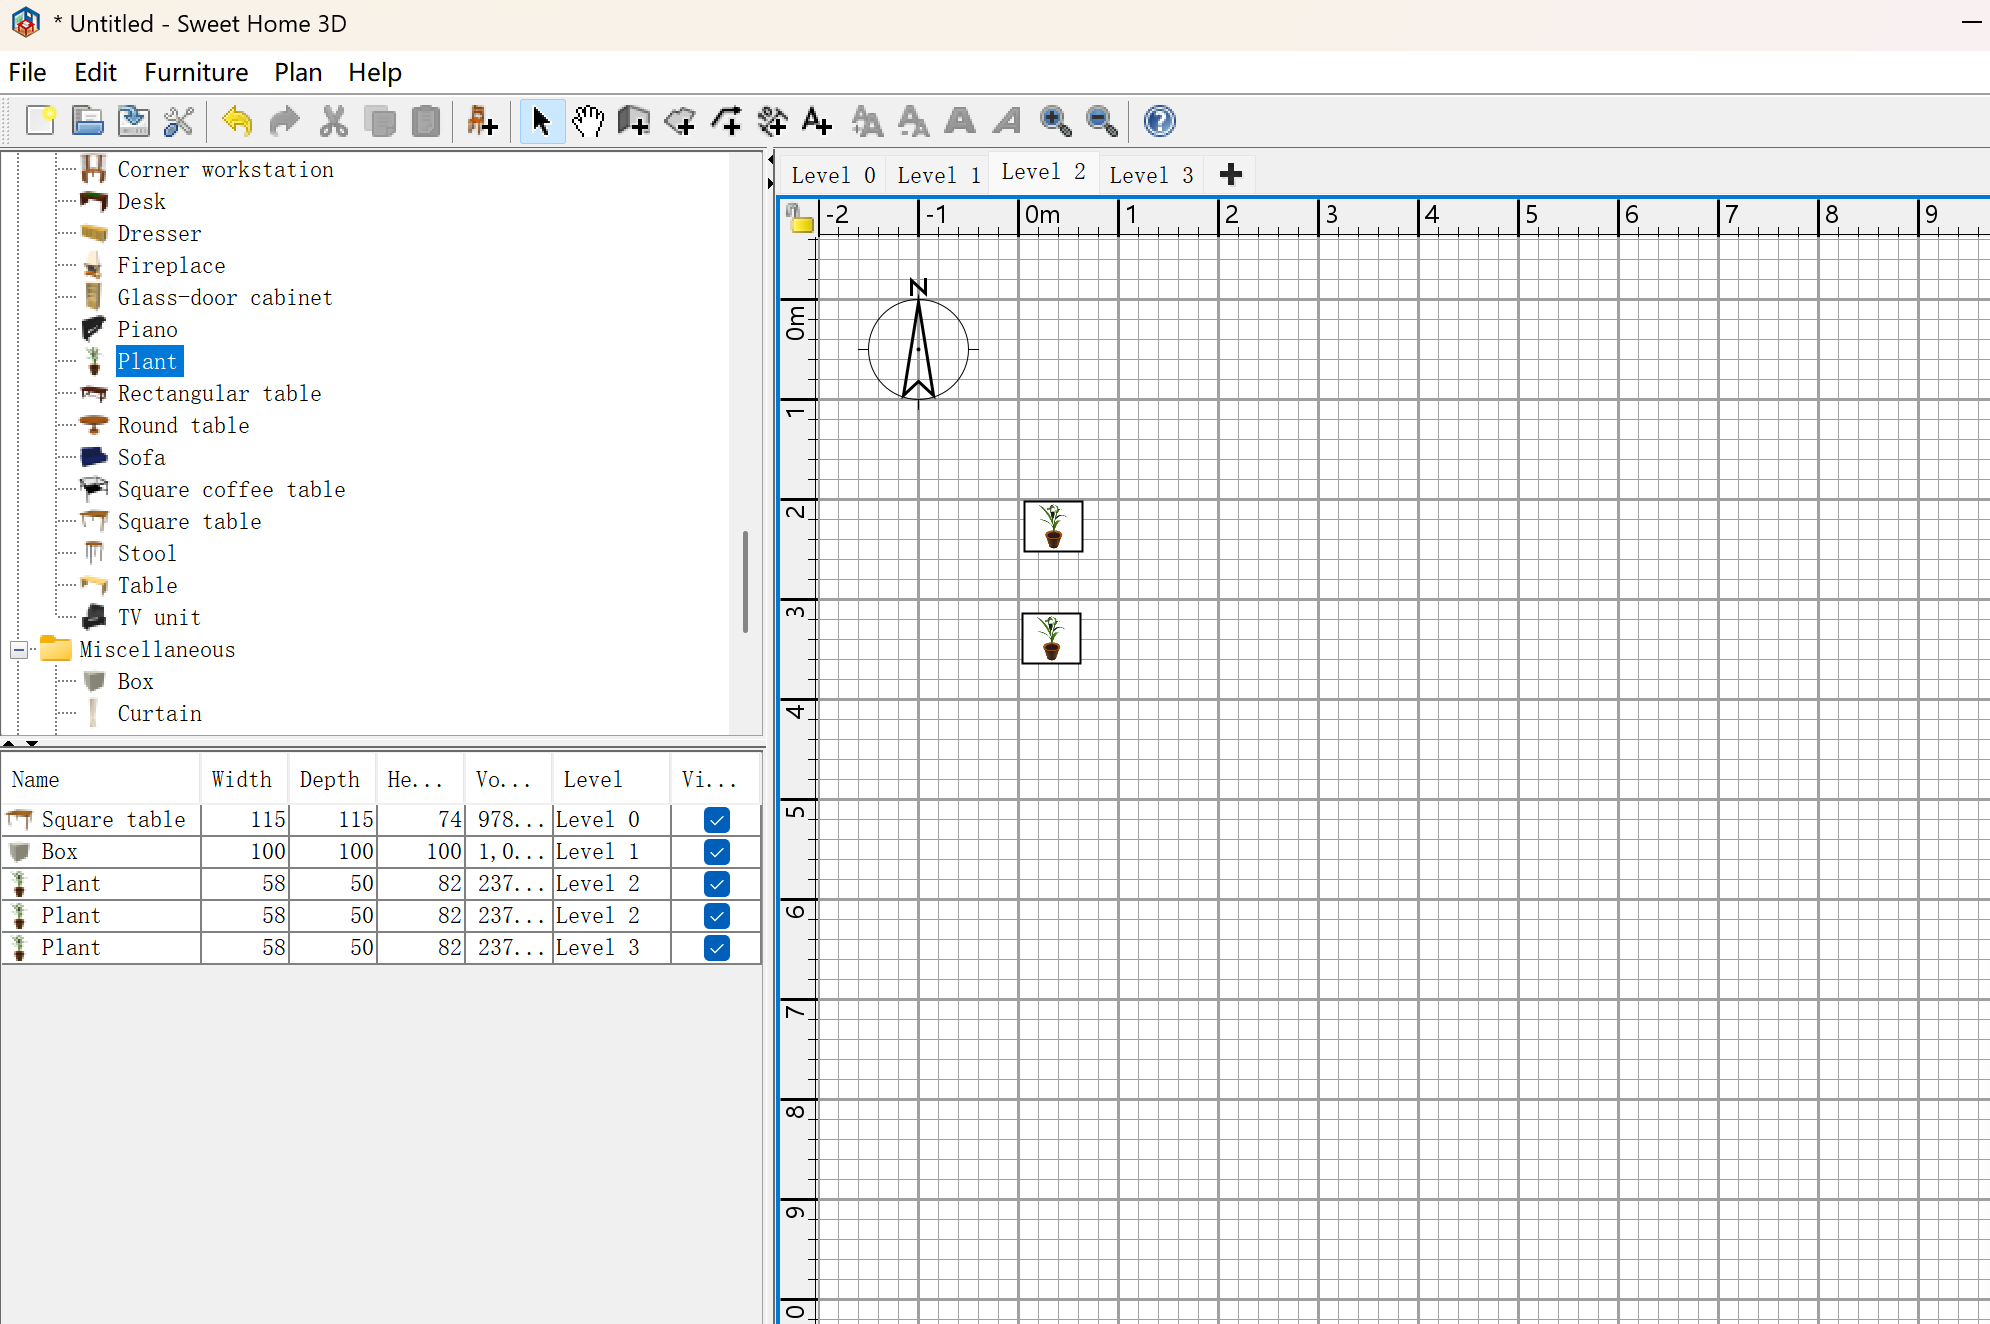 * Untitled - Sweet Home 3D
File Edit Furniture Plan Help
Corner workstation
Desk
Dresser
Fireplace
Glass-door cabinet
Piano
Plant
Rectangular table
Round table
Sofa
Square coffee table
Square table
Stool
Table
TV unit
Miscellaneous
Box
Curtain
Name Width Depth He... Vo... Level Vi...
Square table 115 115 74 978... Level 0
Box 100 100 100 1,0... Level 1
Plant 58 50 82 237... Level 2
Plant 58 50 82 237... Level 2
Plant 58 50 82 237... Level 3
Level 0 Level 1 Level 2 Level 3
-2 -1 0m 1 2 3 4 5 6 7 8 9
N
0m
1
2
3
4
5
6
7
8
9
0